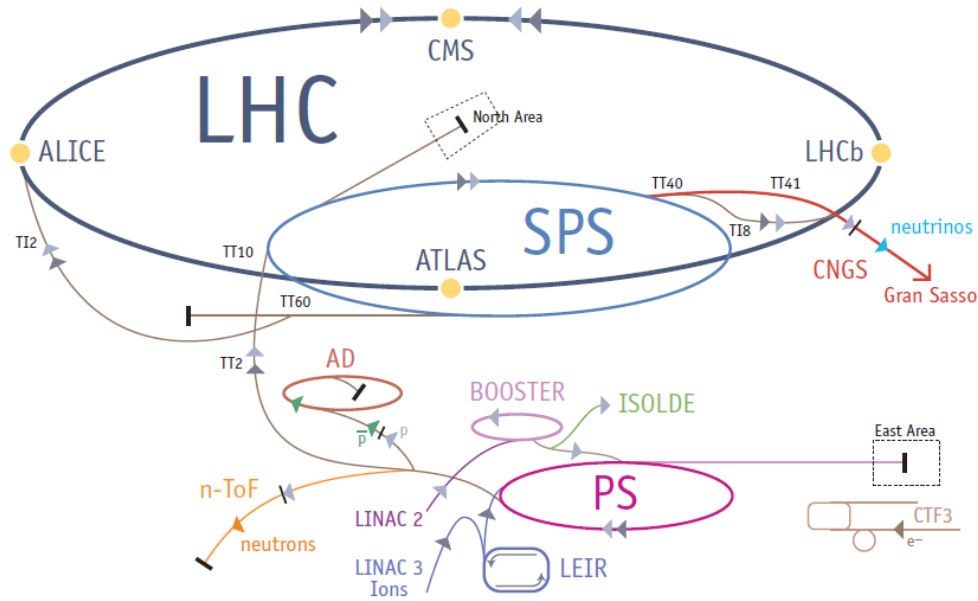 CMS
LHC
North Area
ALICE
LHCb
TT40
TT41
SPS
TI8
neutrinos
TI2
TT10
ATLAS
CNGS
Gran Sasso
TT60
TT2
AD
BOOSTER
ISOLDE
p̅
p
East Area
n-ToF
PS
LINAC 2
CTF3
neutrons
e⁻
LINAC 3
Ions
LEIR